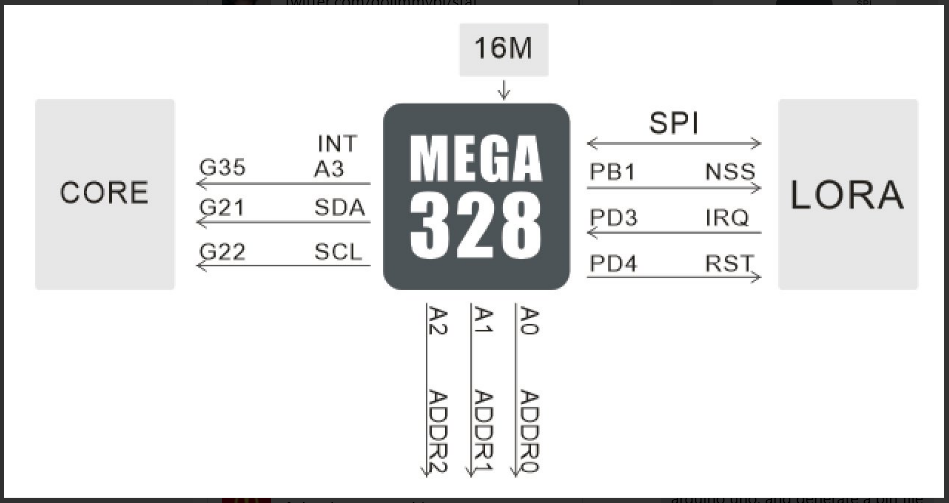 16M
CORE
G35 INT A3
G21 SDA
G22 SCL
MEGA
328
SPI
PB1 NSS
PD3 IRQ
PD4 RST
LORA
A2 ADDR2
A1 ADDR1
A0 ADDR0